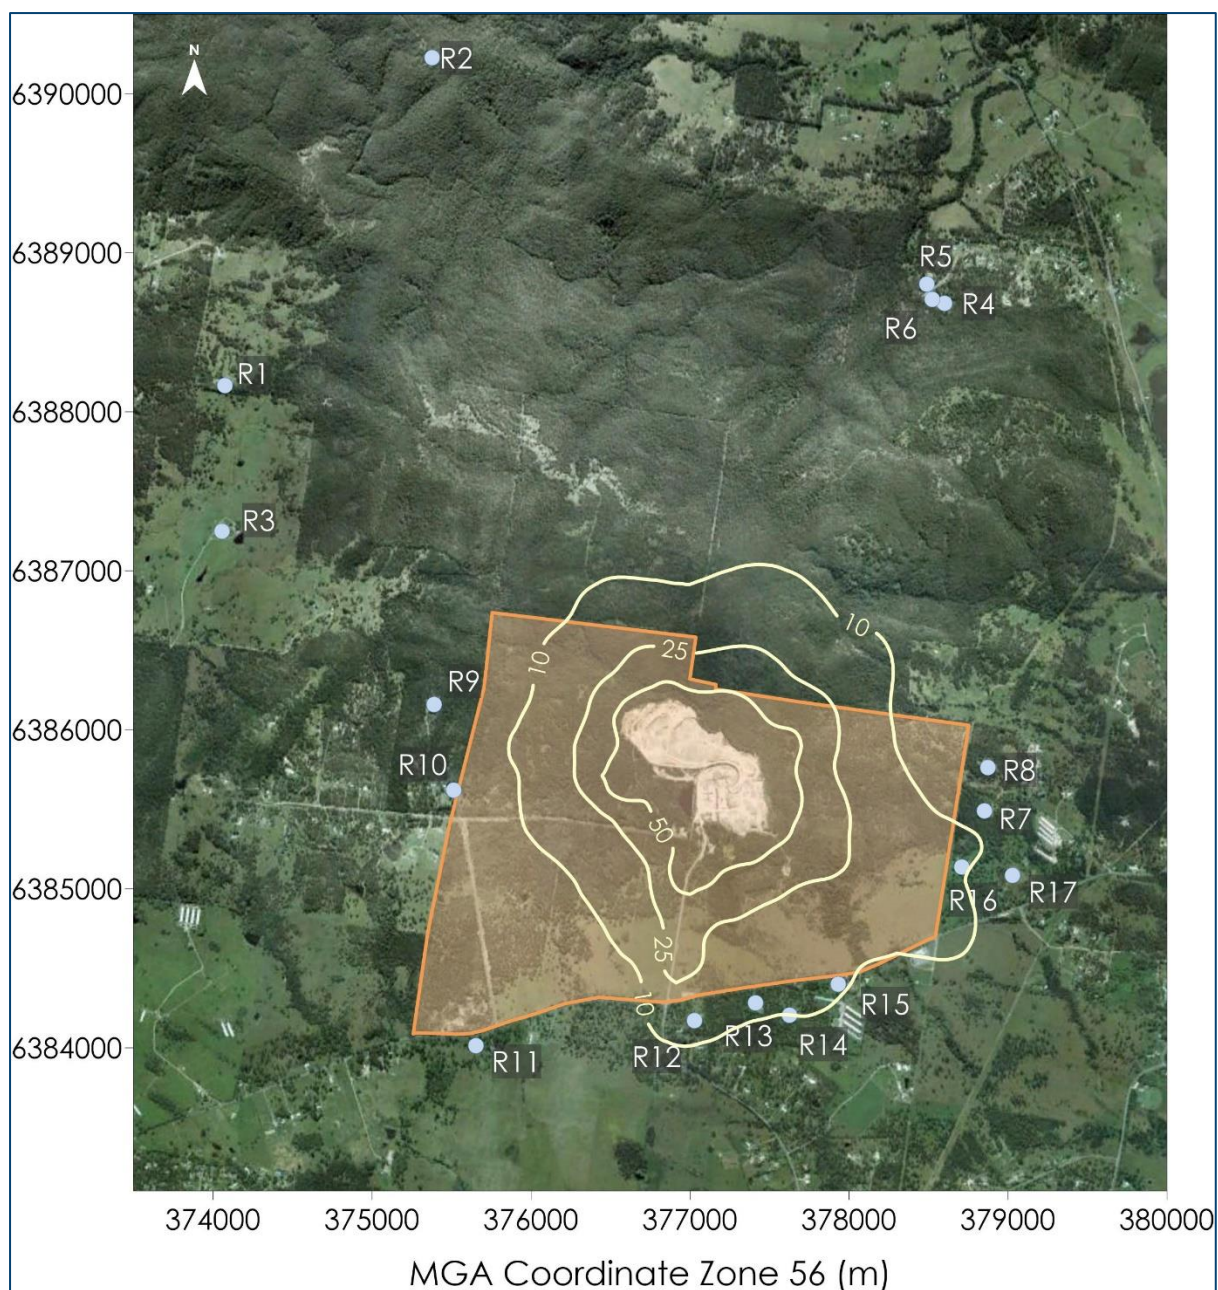 N
R2
6390000
6389000
R5
R4
R6
R1
6388000
R3
6387000
10
25
10
R9
6386000
R10
R8
R7
50
6385000
R16
R17
25
10
R15
R13
R14
R12
R11
6384000
374000 375000 376000 377000 378000 379000 380000
MGA Coordinate Zone 56 (m)